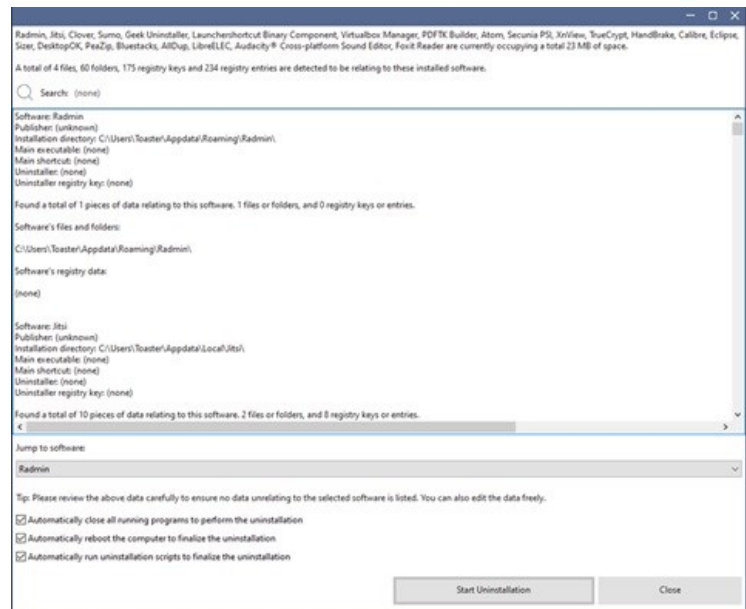 Radmin, Jitsi, Clover, Sumo, Geek Uninstaller, Launchershortcut Binary Component, Virtualbox Manager, PDFTK Builder, Atom, Secunia PSI, XnView, TrueCrypt, HandBrake, Calibre, Eclipse,
Sizer, DesktopOK, PeaZip, Bluestacks, AllDup, LibreELEC, Audacity® Cross-platform Sound Editor, Foxit Reader are currently occupying a total 23 MB of space.
A total of 4 files, 60 folders, 175 registry keys and 234 registry entries are detected to be relating to these installed software.
Search: (none)
Software: Radmin
Publisher: (unknown)
Installation directory: C:\Users\Toaster\Appdata\Roaming\Radmin\.
Main executable: (none)
Main shortcut: (none)
Uninstaller: (none)
Uninstaller registry key: (none)
Found a total of 1 pieces of data relating to this software. 1 files or folders, and 0 registry keys or entries.
Software's files and folders:
C:\Users\Toaster\Appdata\Roaming\Radmin\.
Software's registry data:
(none)
Software: Jitsi
Publisher: (unknown)
Installation directory: C:\Users\Toaster\Appdata\Local\Jitsi\.
Main executable: (none)
Main shortcut: (none)
Uninstaller: (none)
Uninstaller registry key: (none)
Found a total of 10 pieces of data relating to this software. 2 files or folders, and 8 registry keys or entries.
Jump to software:
Radmin
Tip: Please review the above data carefully to ensure no data unrelating to the selected software is listed. You can also edit the data freely.
Automatically close all running programs to perform the uninstallation
Automatically reboot the computer to finalize the uninstallation
Automatically run uninstallation scripts to finalize the uninstallation
Start Uninstallation
Close